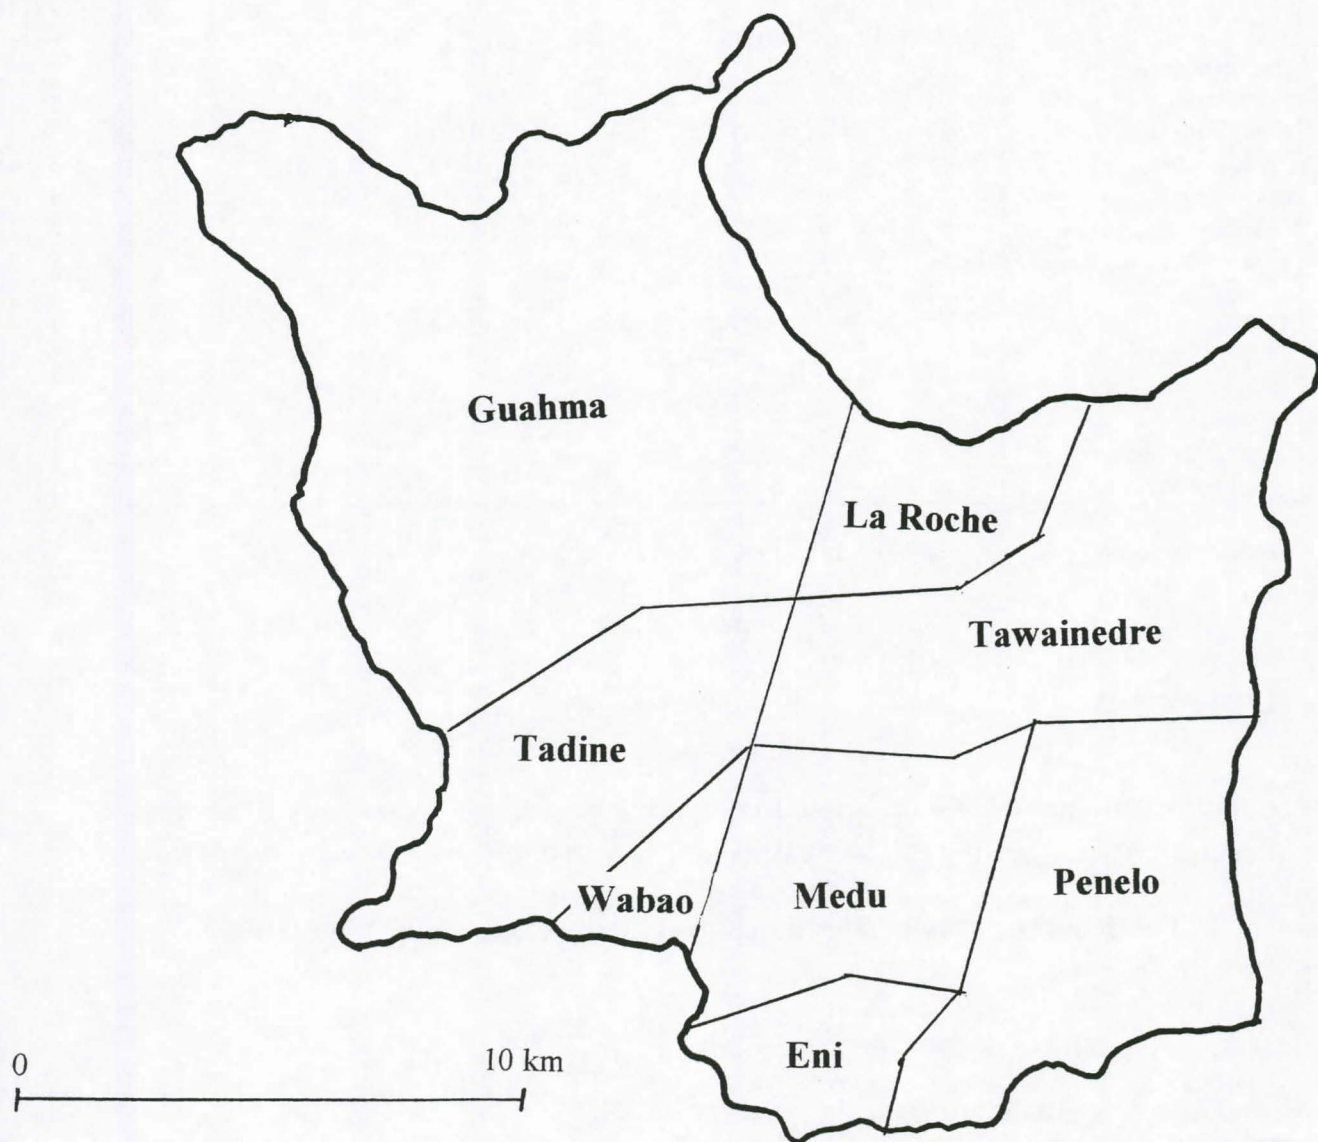 Guahma
La Roche
Tawainedre
Tadine
Wabao
Medu
Penelo
Eni
0
10 km